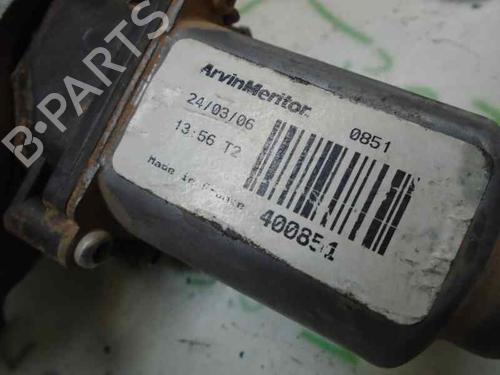 ArvinMeritor
24/03/06 0851
13:56 T2
Made in France
400851
B-PARTS